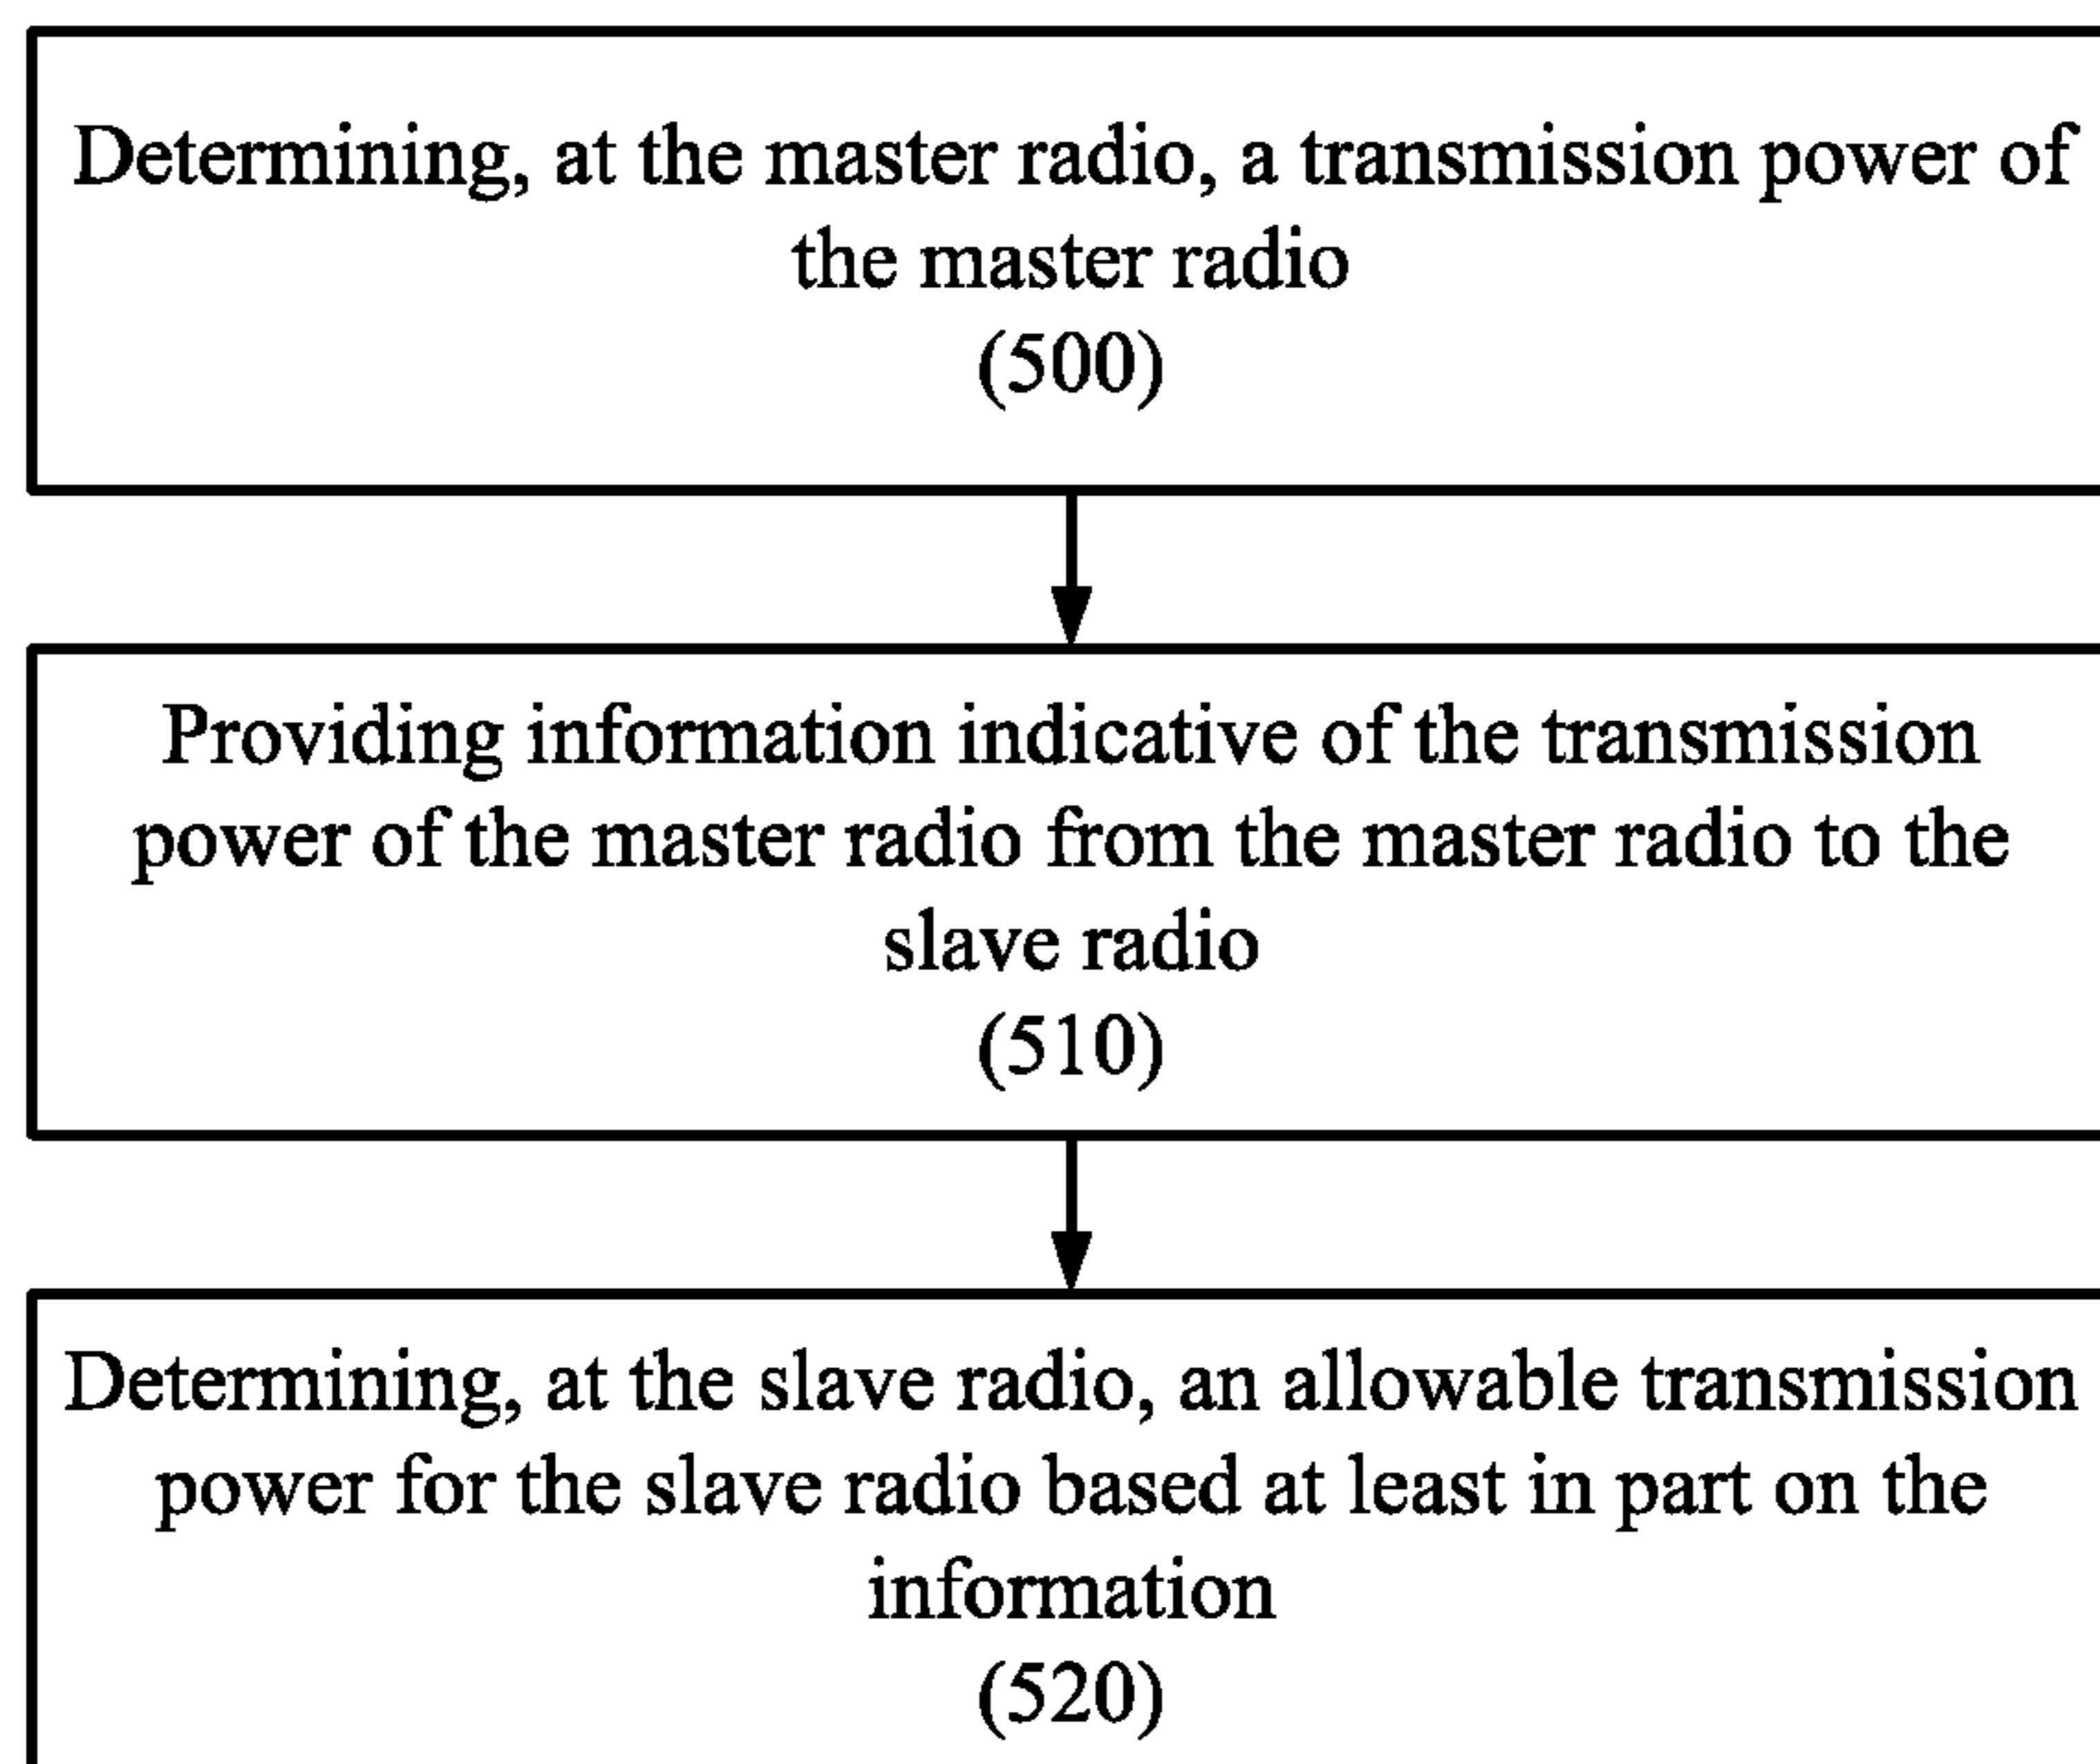 Determining, at the master radio, a transmission power of
the master radio
(500)
Providing information indicative of the transmission
power of the master radio from the master radio to the
slave radio
(510)
Determining, at the slave radio, an allowable transmission
power for the slave radio based at least in part on the
information
(520)